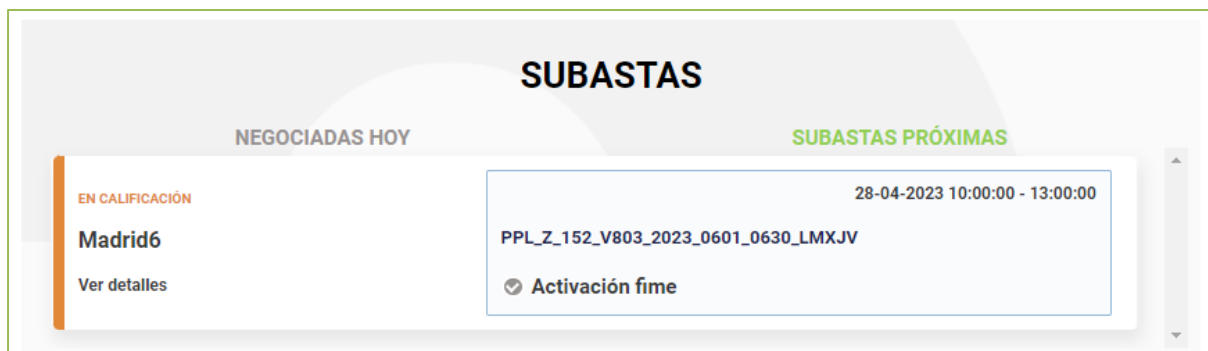 SUBASTAS
NEGOCIADAS HOY
SUBASTAS PRÓXIMAS
EN CALIFICACIÓN
Madrid6
Ver detalles
28-04-2023 10:00:00 - 13:00:00
PPL_Z_152_V803_2023_0601_0630_LMXJV
Activación fime